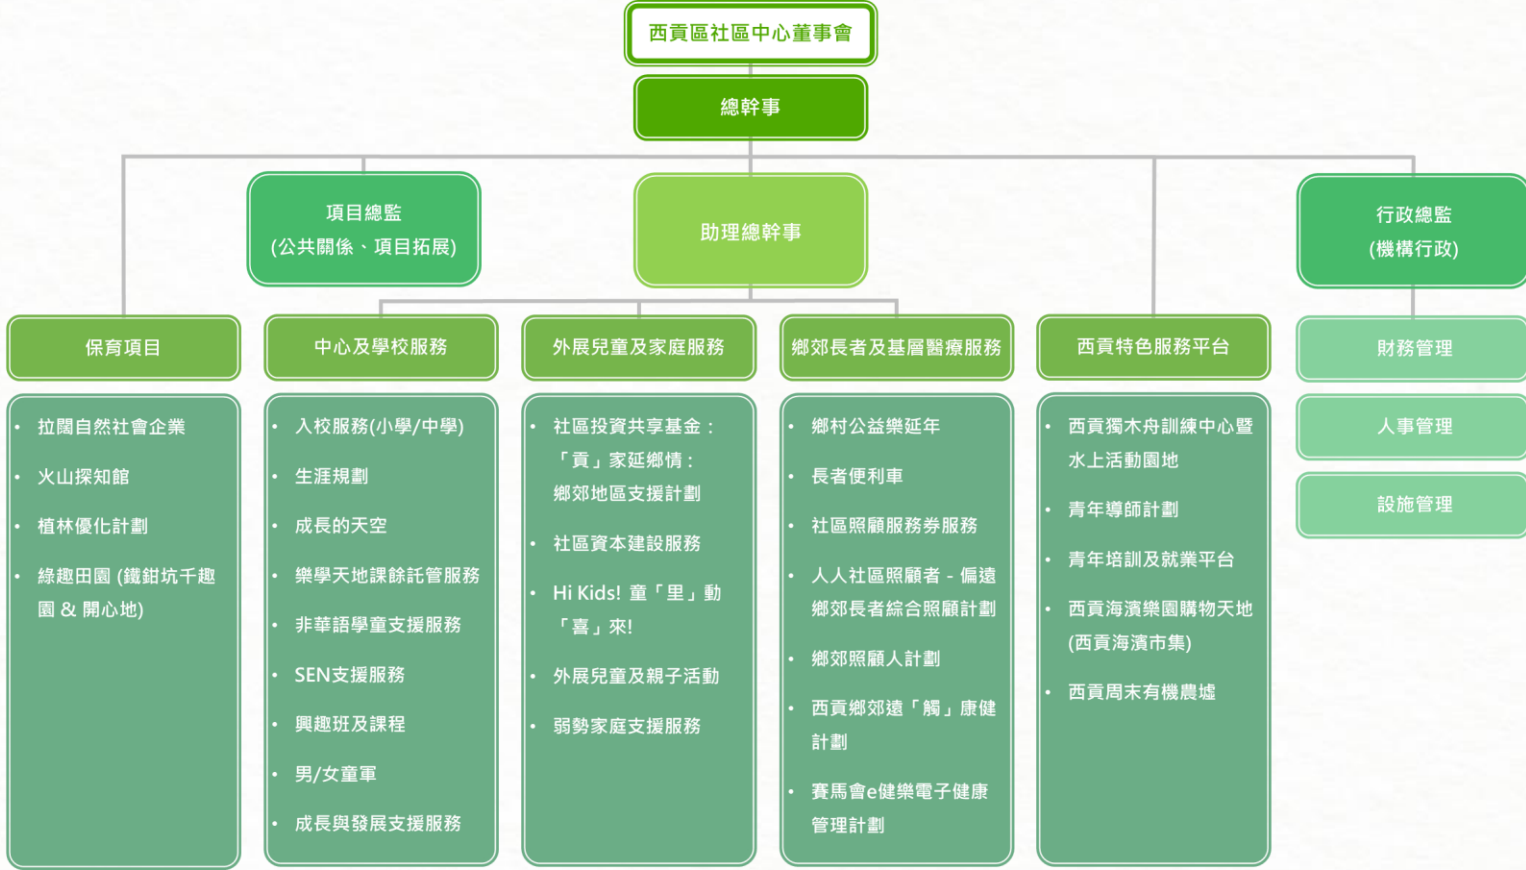 西貢區社區中心董事會
總幹事
項目總監
(公共關係、項目拓展)
助理總幹事
行政總監
(機構行政)
保育項目
• 拉闊自然社會企業
• 火山探知館
• 植林優化計劃
• 綠趣田園 (鐵鉗坑千趣
園 & 開心地)
中心及學校服務
• 入校服務(小學/中學)
• 生涯規劃
• 成長的天空
• 樂學天地課餘託管服務
• 非華語學童支援服務
• SEN支援服務
• 興趣班及課程
• 男/女童軍
• 成長與發展支援服務
外展兒童及家庭服務
• 社區投資共享基金：
「貢」家延鄉情：
鄉郊地區支援計劃
• 社區資本建設服務
• Hi Kids! 童「里」動
「喜」來!
• 外展兒童及親子活動
• 弱勢家庭支援服務
鄉郊長者及基層醫療服務
• 鄉村公益樂延年
• 長者便利車
• 社區照顧服務券服務
• 人人社區照顧者 - 偏遠
鄉郊長者綜合照顧計劃
• 鄉郊照顧人計劃
• 西貢鄉郊遠「觸」康健
計劃
• 賽馬會e健樂電子健康
管理計劃
西貢特色服務平台
• 西貢獨木舟訓練中心暨
水上活動園地
• 青年導師計劃
• 青年培訓及就業平台
• 西貢海濱樂園購物天地
(西貢海濱市集)
• 西貢周末有機農墟
財務管理
人事管理
設施管理